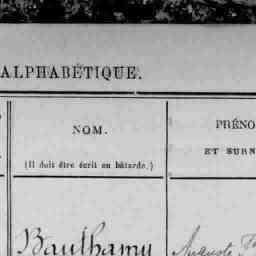 ALPHABÉTIQUE.
NOM.
(Il doit être écrit en bâtarde.)
PRÉNO
ET SURN
Bauthamy
Auguste